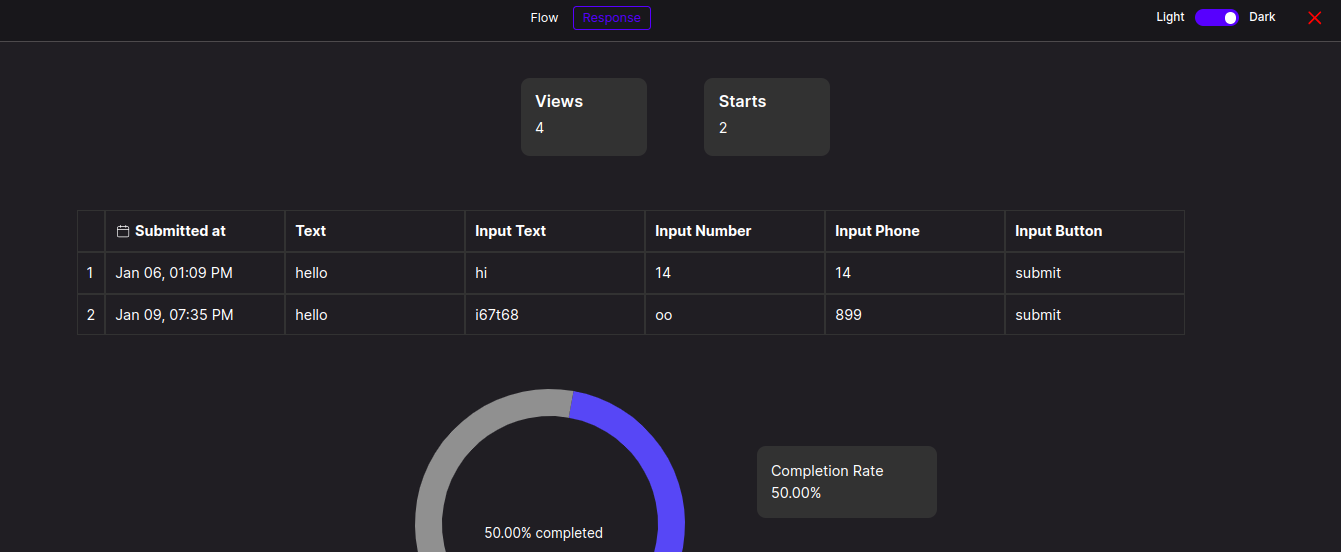 Flow Response Light Dark
Views Starts
4 2
Submitted at Text Input Text Input Number Input Phone Input Button
1 Jan 06, 01:09 PM hello hi 14 14 submit
2 Jan 09, 07:35 PM hello i67t68 oo 899 submit
Completion Rate
50.00%
50.00% completed